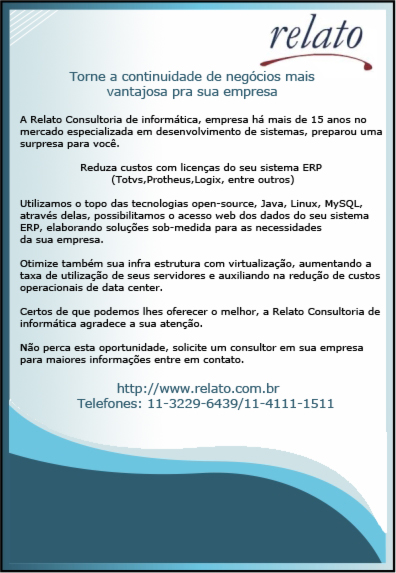 relato
Torne a continuidade de negócios mais
vantajosa pra sua empresa
A Relato Consultoria de informática, empresa há mais de 15 anos no
mercado especializada em desenvolvimento de sistemas, preparou uma
surpresa para você.
Reduza custos com licenças do seu sistema ERP
(Totvs,Protheus,Logix, entre outros)
Utilizamos o topo das tecnologias open-source, Java, Linux, MySQL,
através delas, possibilitamos o acesso web dos dados do seu sistema
ERP, elaborando soluções sob-medida para as necessidades
da sua empresa.
Otimize também sua infra estrutura com virtualização, aumentando a
taxa de utilização de seus servidores e auxiliando na redução de custos
operacionais de data center.
Certos de que podemos lhes oferecer o melhor, a Relato Consultoria de
informática agradece a sua atenção.
Não perca esta oportunidade, solicite um consultor em sua empresa
para maiores informações entre em contato.
http://www.relato.com.br
Telefones: 11-3229-6439/11-4111-1511